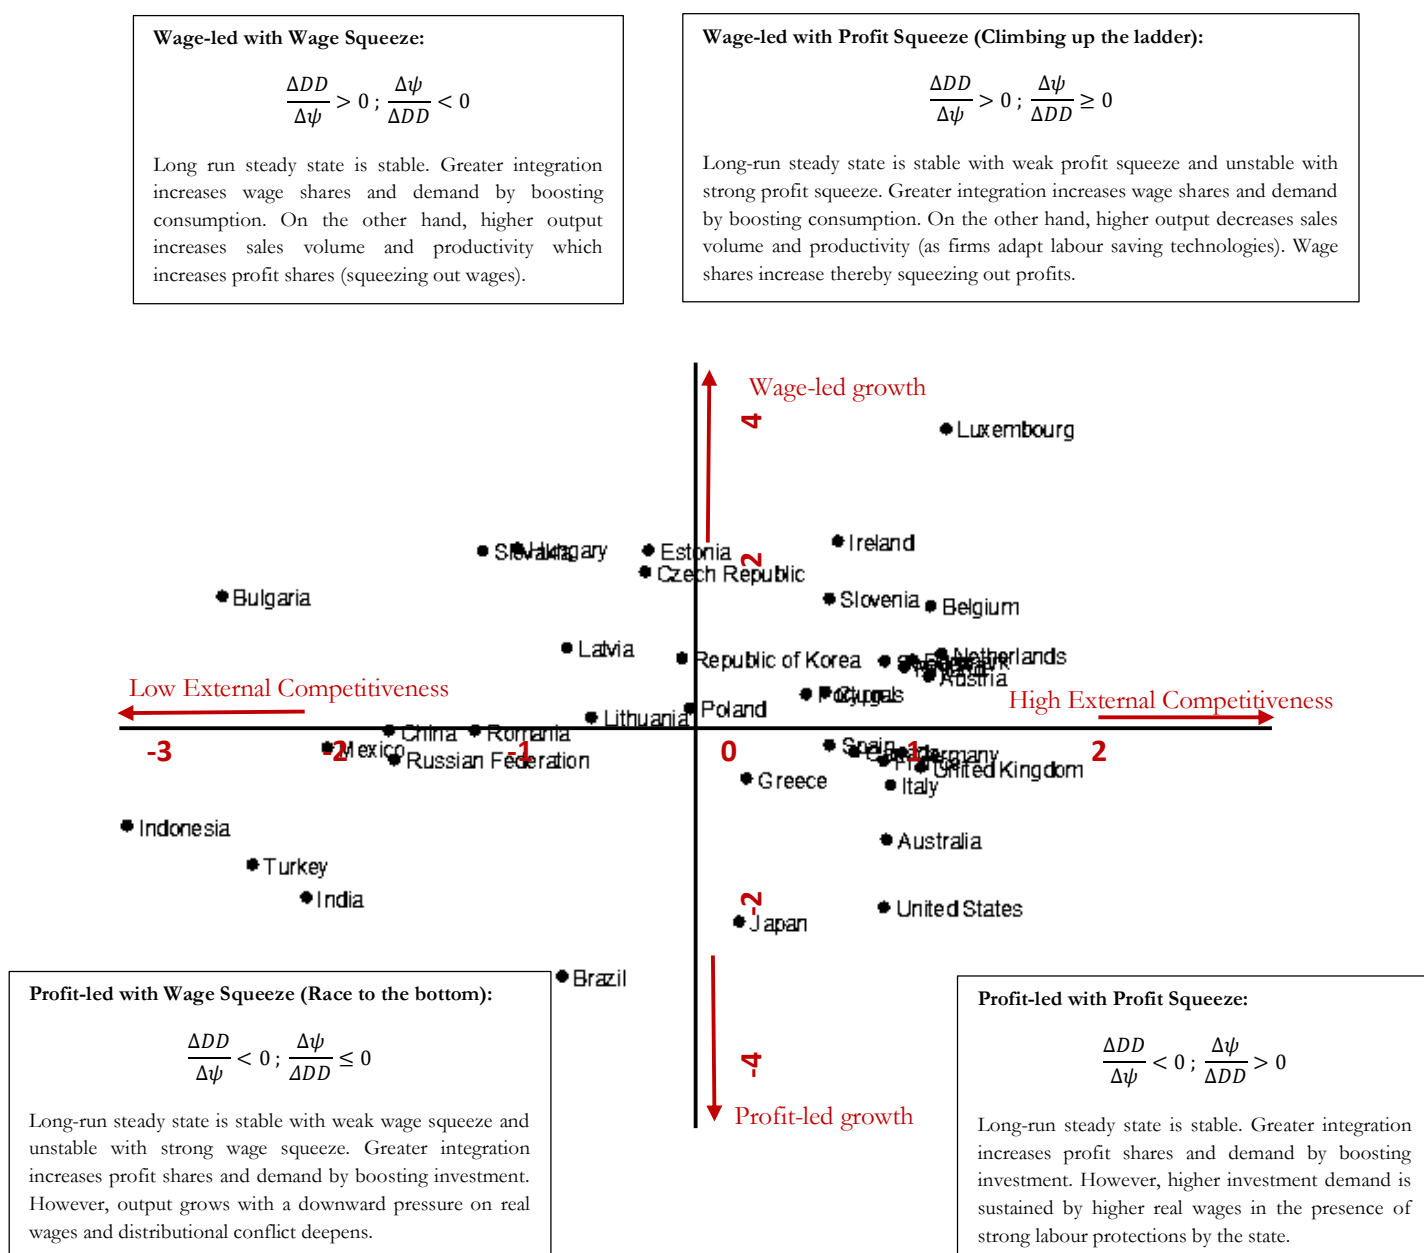 Wage-led with Wage Squeeze:
ΔDD/Δψ > 0 ; Δψ/ΔDD < 0
Long run steady state is stable. Greater integration
increases wage shares and demand by boosting
consumption. On the other hand, higher output
increases sales volume and productivity which
increases profit shares (squeezing out wages).
Wage-led with Profit Squeeze (Climbing up the ladder):
ΔDD/Δψ > 0 ; Δψ/ΔDD ≥ 0
Long-run steady state is stable with weak profit squeeze and unstable with
strong profit squeeze. Greater integration increases wage shares and demand
by boosting consumption. On the other hand, higher output decreases sales
volume and productivity (as firms adapt labour saving technologies). Wage
shares increase thereby squeezing out profits.
Wage-led growth
4
Luxembourg
Ireland
Slovakia
Hungary
Estonia
2
Czech Republic
Bulgaria
Slovenia
Belgium
Latvia
Republic of Korea
Netherlands
Denmark
Austria
Low External Competitiveness
Portugal
Cyprus
High External Competitiveness
Poland
Lithuania
China
Romania
-3
-2
-1
0
1
2
Mexico
Russian Federation
Spain
Canada
Germany
France
United Kingdom
Greece
Italy
Indonesia
Australia
Turkey
India
-2
United States
Japan
Brazil
-4
Profit-led growth
Profit-led with Wage Squeeze (Race to the bottom):
ΔDD/Δψ < 0 ; Δψ/ΔDD ≤ 0
Long-run steady state is stable with weak wage squeeze and
unstable with strong wage squeeze. Greater integration
increases profit shares and demand by boosting investment.
However, output grows with a downward pressure on real
wages and distributional conflict deepens.
Profit-led with Profit Squeeze:
ΔDD/Δψ < 0 ; Δψ/ΔDD > 0
Long-run steady state is stable. Greater integration
increases profit shares and demand by boosting
investment. However, higher investment demand is
sustained by higher real wages in the presence of
strong labour protections by the state.